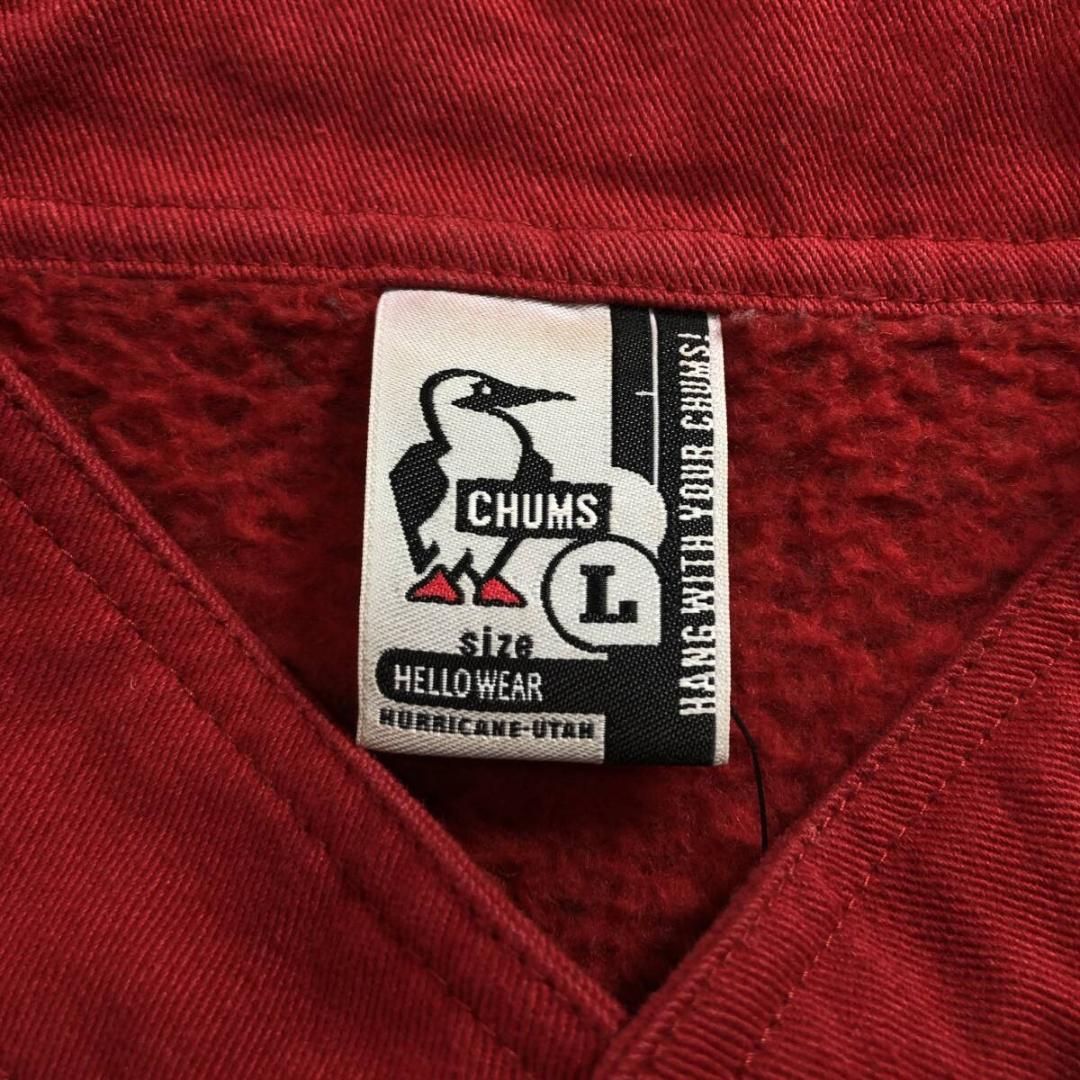 CHUMS
L
size
HELLO WEAR
HURRICANE-UTAH
HANG WITH YOUR CHUMS!